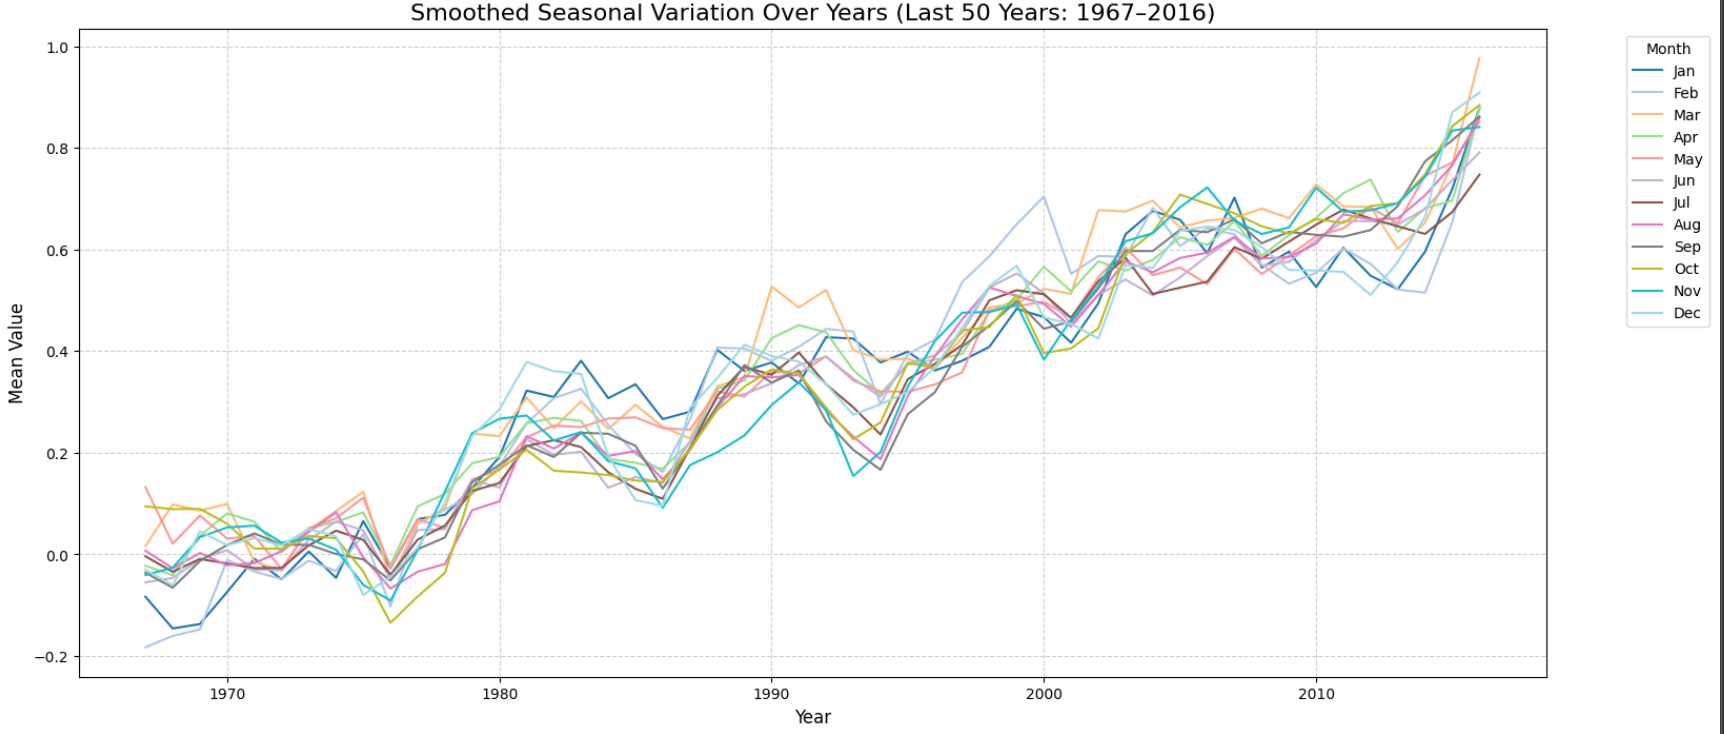 Smoothed Seasonal Variation Over Years (Last 50 Years: 1967–2016)
1.0
0.8
0.6
0.4
0.2
0.0
−0.2
Mean Value
1970
1980
1990
2000
2010
Year
Month
Jan
Feb
Mar
Apr
May
Jun
Jul
Aug
Sep
Oct
Nov
Dec